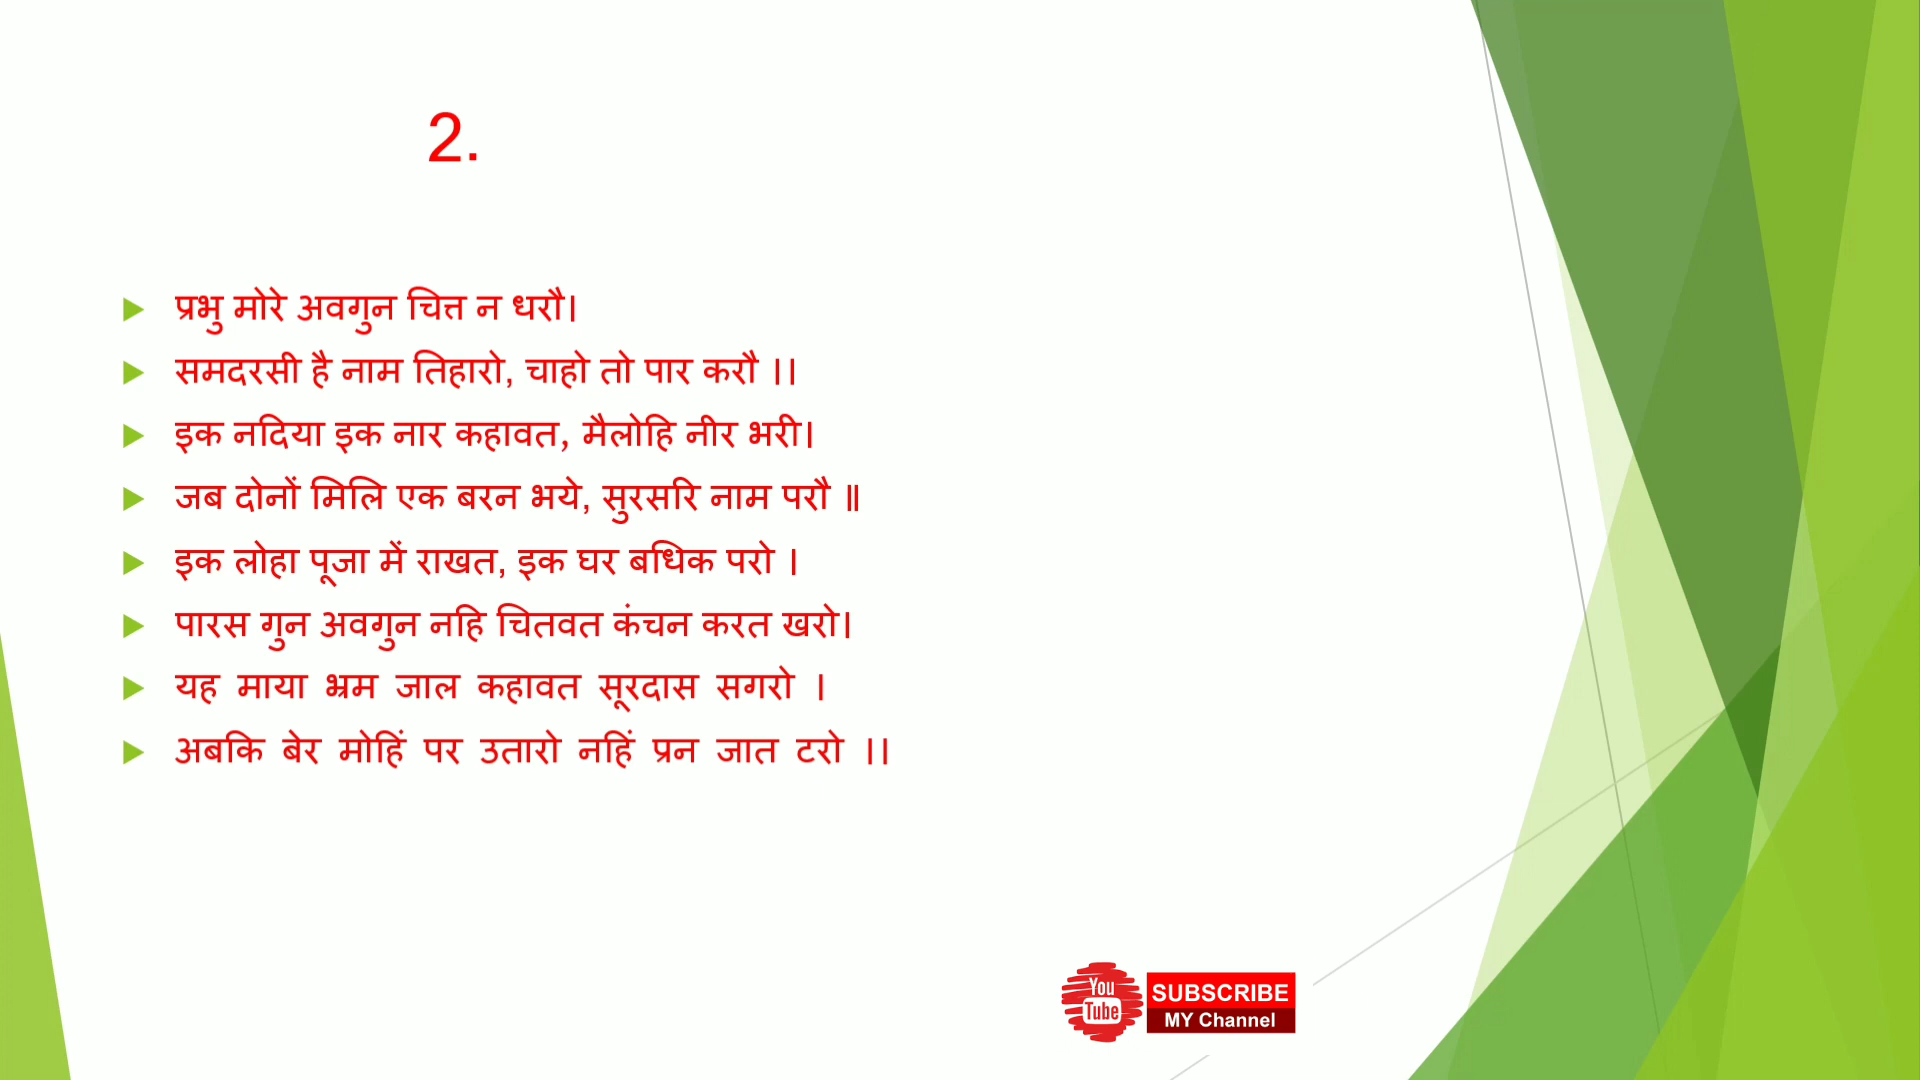 2.
प्रभु मोरे अवगुन चित्त न धरौ।
समदरसी है नाम तिहारो, चाहो तो पार करौ ।।
इक नदिया इक नार कहावत, मैलोहि नीर भरी।
जब दोनों मिलि एक बरन भये, सुरसरि नाम परौ ॥
इक लोहा पूजा में राखत, इक घर बधिक परो ।
पारस गुन अवगुन नहि चितवत कंचन करत खरो।
यह माया भ्रम जाल कहावत सूरदास सगरो ।
अबकि बेर मोहिं पर उतारो नहिं प्रन जात टरो ।।
You
Tube
SUBSCRIBE
MY Channel